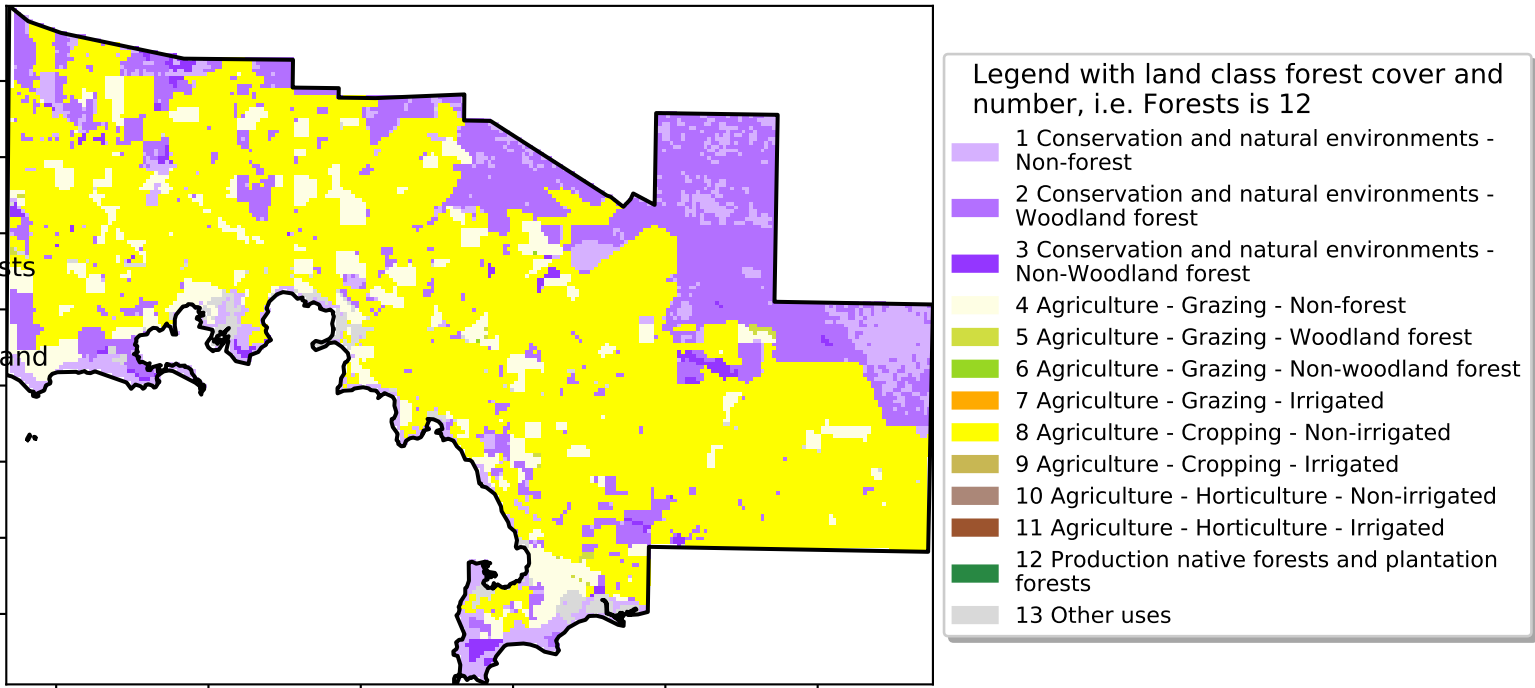 sts
and
Legend with land class forest cover and
number, i.e. Forests is 12
1 Conservation and natural environments -
Non-forest
2 Conservation and natural environments -
Woodland forest
3 Conservation and natural environments -
Non-Woodland forest
4 Agriculture - Grazing - Non-forest
5 Agriculture - Grazing - Woodland forest
6 Agriculture - Grazing - Non-woodland forest
7 Agriculture - Grazing - Irrigated
8 Agriculture - Cropping - Non-irrigated
9 Agriculture - Cropping - Irrigated
10 Agriculture - Horticulture - Non-irrigated
11 Agriculture - Horticulture - Irrigated
12 Production native forests and plantation
forests
13 Other uses